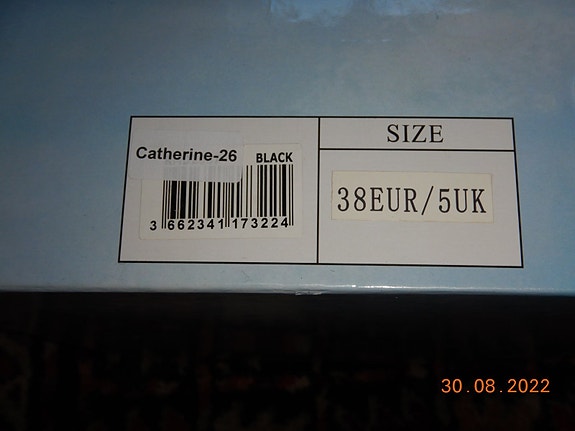 Catherine-26
BLACK
3 662341 173224
SIZE
38EUR/5UK
30.08.2022